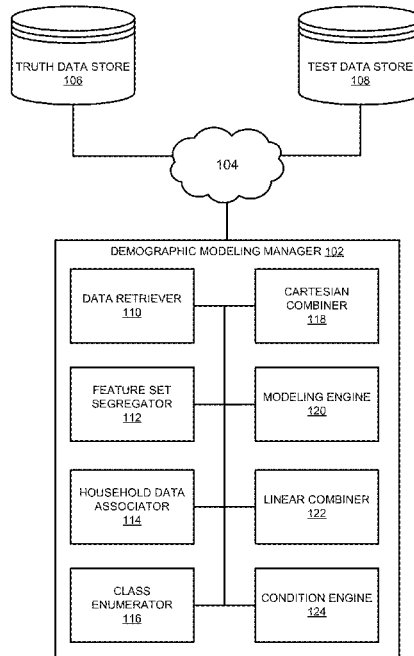 TRUTH DATA STORE
106
TEST DATA STORE
108
104
DEMOGRAPHIC MODELING MANAGER 102
DATA RETRIEVER
110
CARTESIAN
COMBINER
118
FEATURE SET
SEGREGATOR
112
MODELING ENGINE
120
HOUSEHOLD DATA
ASSOCIATOR
114
LINEAR COMBINER
122
CLASS
ENUMERATOR
116
CONDITION ENGINE
124